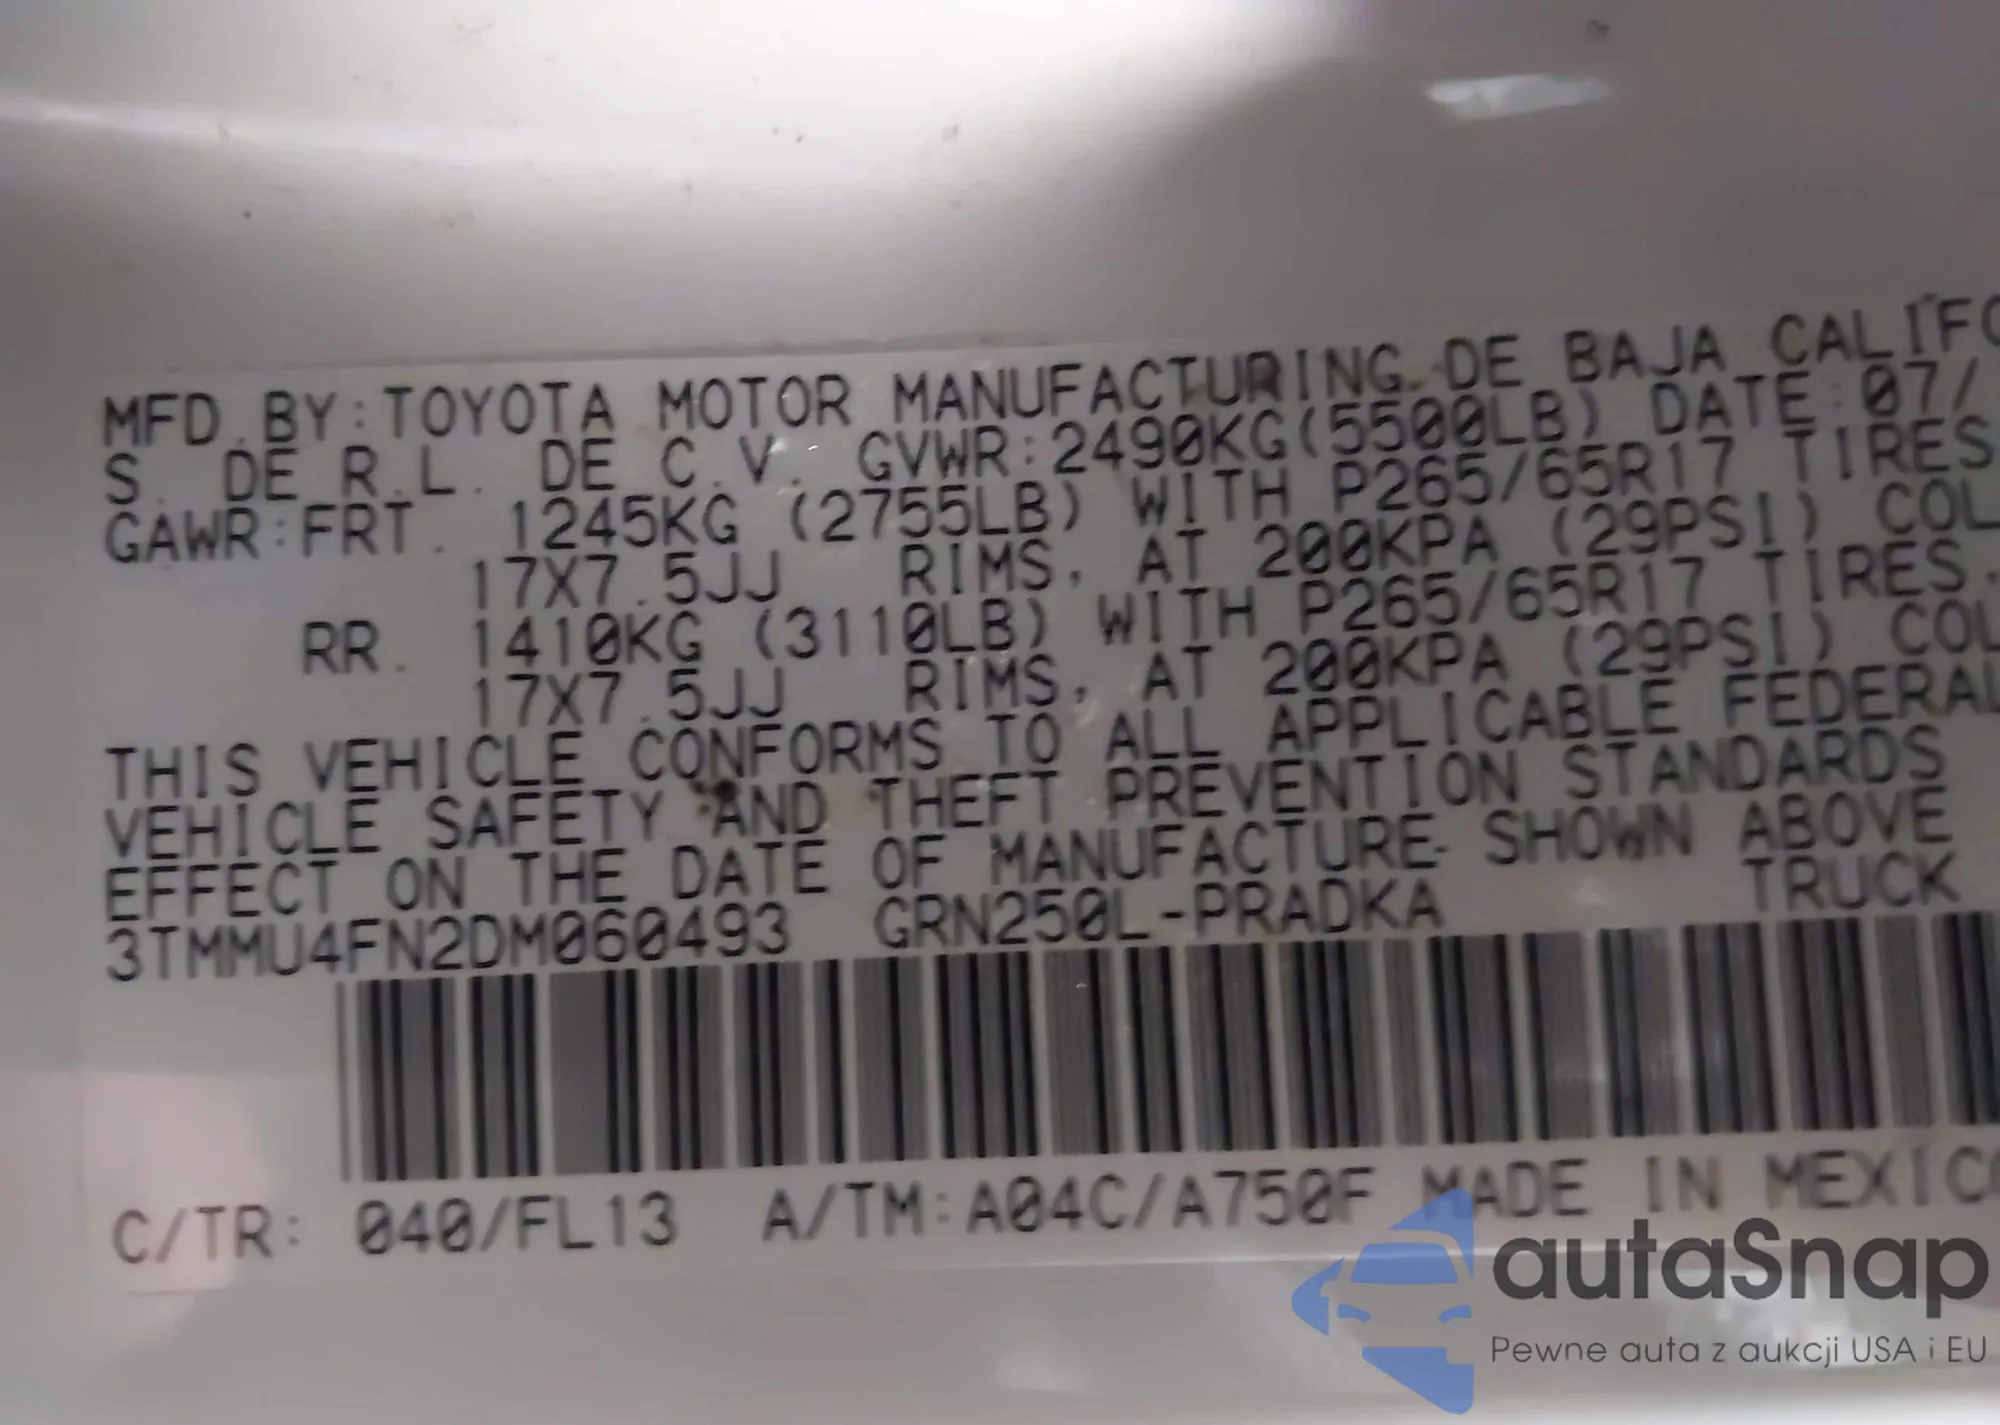 MFD.BY:TOYOTA MOTOR MANUFACTURING DE BAJA CALIFO
S. DE R.L. DE C.V. GVWR:2490KG(5500LB) DATE:07/
GAWR:FRT. 1245KG (2755LB) WITH P265/65R17 TIRES
17X7.5JJ RIMS, AT 200KPA (29PSI) COL
RR. 1410KG (3110LB) WITH P265/65R17 TIRES.
17X7.5JJ RIMS, AT 200KPA (29PSI) COL
THIS VEHICLE CONFORMS TO ALL APPLICABLE FEDERAL
VEHICLE SAFETY AND THEFT PREVENTION STANDARDS
EFFECT ON THE DATE OF MANUFACTURE SHOWN ABOVE
3TMMU4FN2DM060493 GRN250L-PRADKA TRUCK
C/TR: 040/FL13 A/TM:A04C/A750F MADE IN MEXICO
autaSnap
Pewne auta z aukcji USA i EU